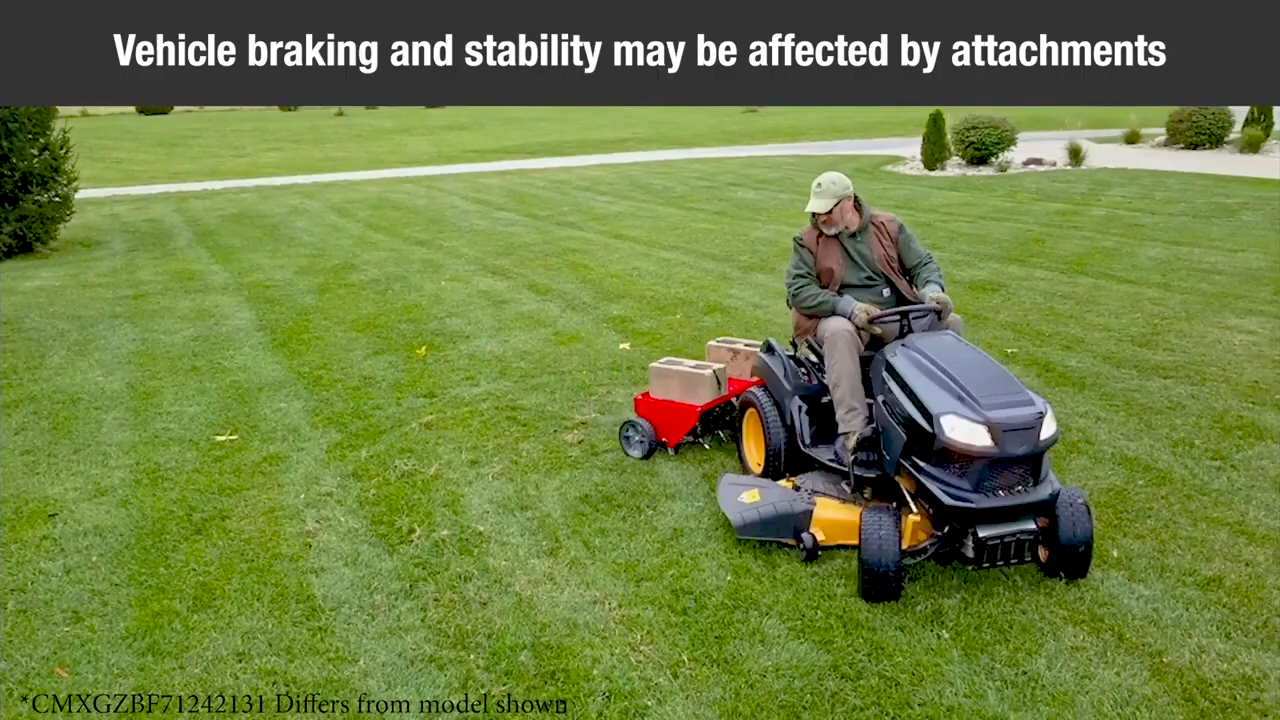 Vehicle braking and stability may be affected by attachments
*CMXGZBF71242131 Differs from model shown